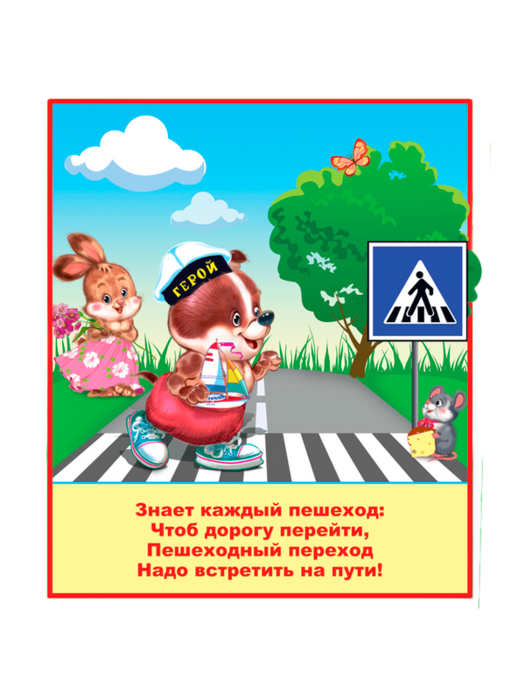 ГЕРОЙ
Знает каждый пешеход:
Чтоб дорогу перейти,
Пешеходный переход
Надо встретить на пути!